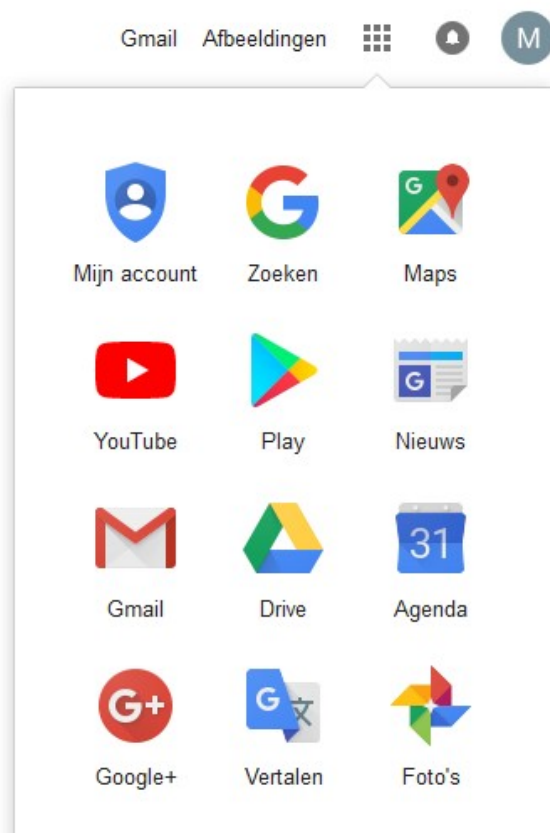 Gmail Afbeeldingen M
Mijn account Zoeken Maps
YouTube Play Nieuws
31
Gmail Drive Agenda
G+ G 文
Google+ Vertalen Foto's